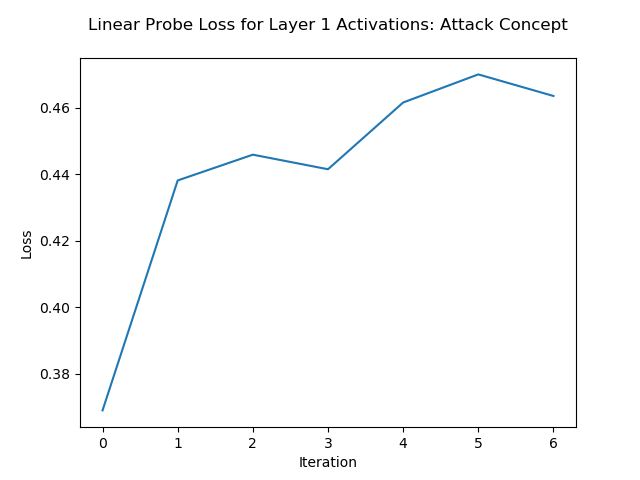 Linear Probe Loss for Layer 1 Activations: Attack Concept
Loss
0.46
0.44
0.42
0.40
0.38
0 1 2 3 4 5 6
Iteration